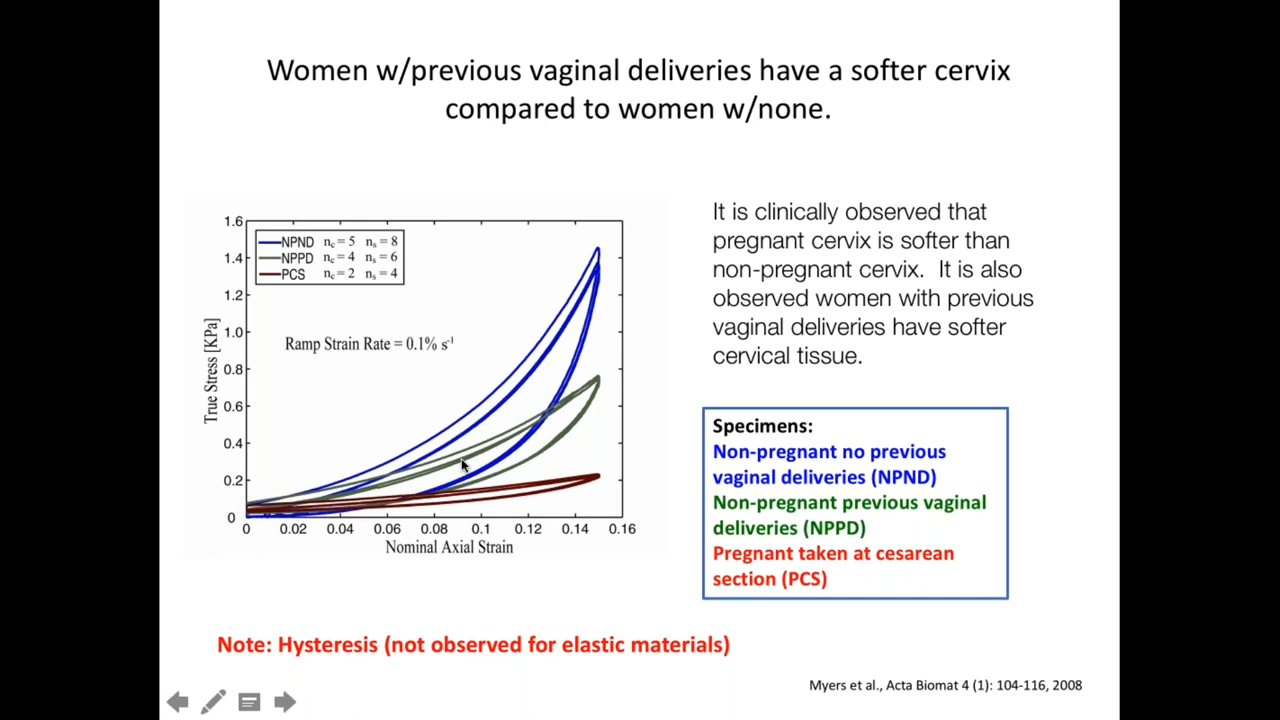 Women w/previous vaginal deliveries have a softer cervix
compared to women w/none.
1.6
1.4
1.2
1.0
0.8
0.6
0.4
0.2
0
True Stress [KPa]
NPND nc = 5 ns = 8
NPPD nc = 4 ns = 6
PCS nc = 2 ns = 4
Ramp Strain Rate = 0.1% s-1
0 0.02 0.04 0.06 0.08 0.1 0.12 0.14 0.16
Nominal Axial Strain
It is clinically observed that
pregnant cervix is softer than
non-pregnant cervix. It is also
observed women with previous
vaginal deliveries have softer
cervical tissue.
Specimens:
Non-pregnant no previous
vaginal deliveries (NPND)
Non-pregnant previous vaginal
deliveries (NPPD)
Pregnant taken at cesarean
section (PCS)
Note: Hysteresis (not observed for elastic materials)
Myers et al., Acta Biomat 4 (1): 104-116, 2008